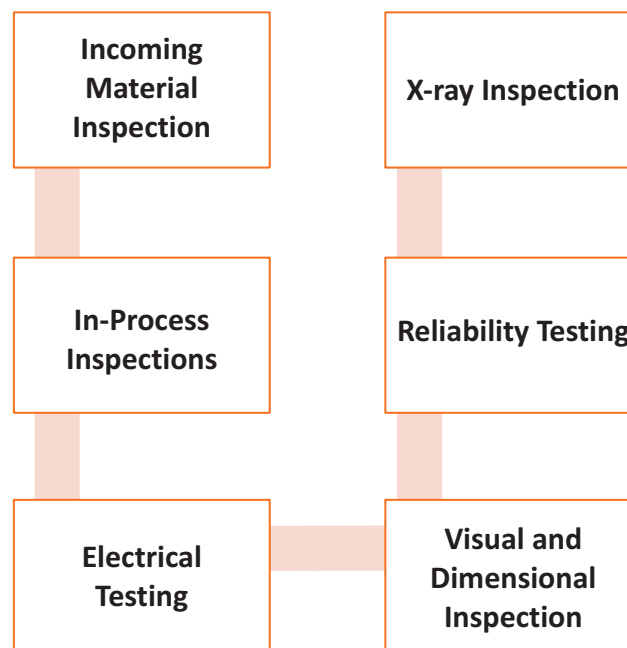 Incoming
Material
Inspection
In-Process
Inspections
Electrical
Testing
Visual and
Dimensional
Inspection
Reliability Testing
X-ray Inspection